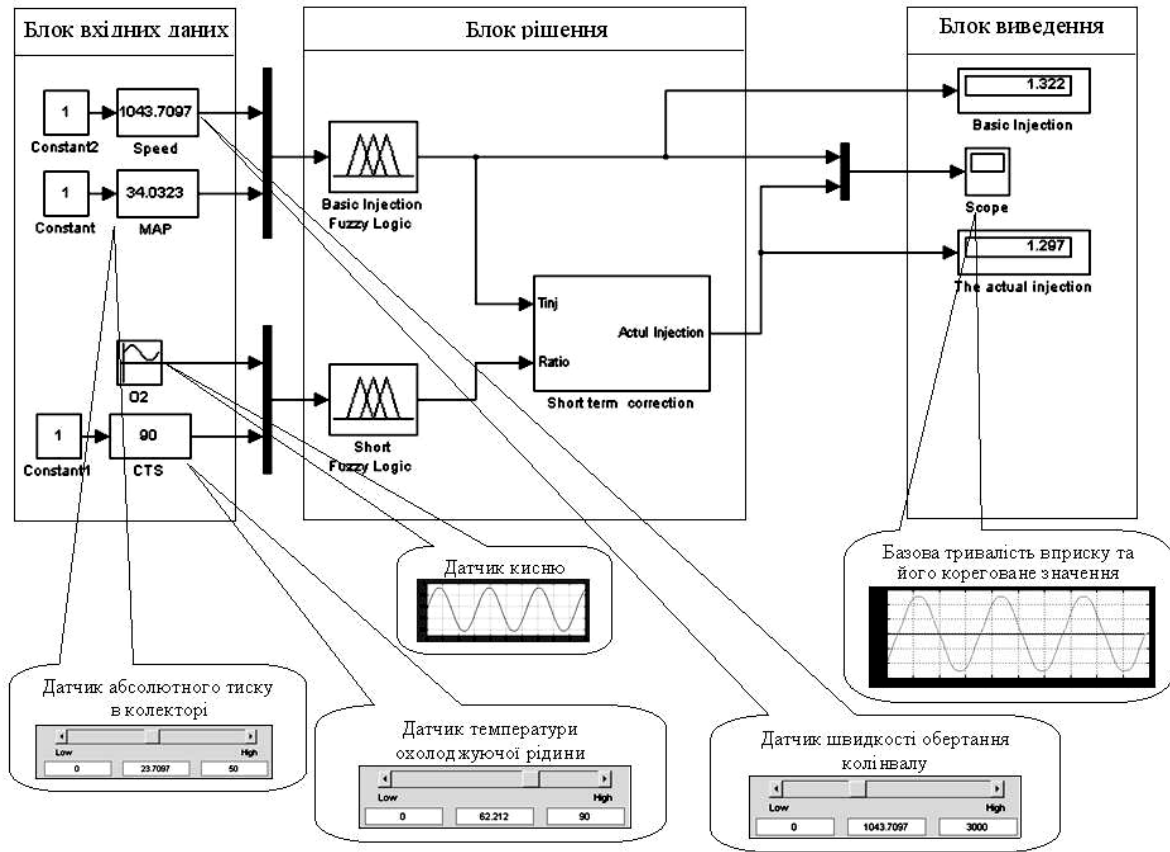 Блок вхідних даних
Блок рішення
Блок виведення
1
Constant2
1043.7097
Speed
1
Constant
34.0323
MAP
O2
1
Constant1
90
CTS
Basic Injection
Fuzzy Logic
Short
Fuzzy Logic
Tinj
Ratio
Actul Injection
Short term correction
1.322
Basic Injection
Scope
1.297
The actual injection
Датчик кисню
Базова тривалість вприску та
його кореговане значення
Датчик абсолютного тиску
в колекторі
Low
High
0
23.7097
50
Датчик температури
охолоджуючої рідини
Low
High
0
62.212
90
Датчик швидкості обертання
колінвалу
Low
High
0
1043.7097
3000